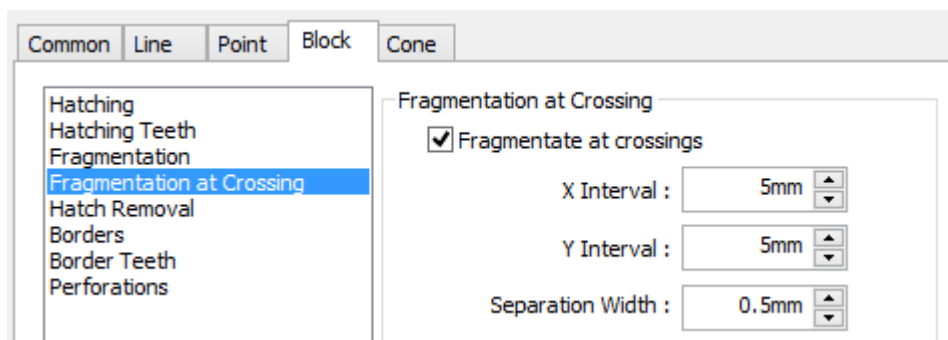 Common Line Point Block Cone
Hatching
Hatching Teeth
Fragmentation
Fragmentation at Crossing
Hatch Removal
Borders
Border Teeth
Perforations
Fragmentation at Crossing
Fragmentate at crossings
X Interval : 5mm
Y Interval : 5mm
Separation Width : 0.5mm